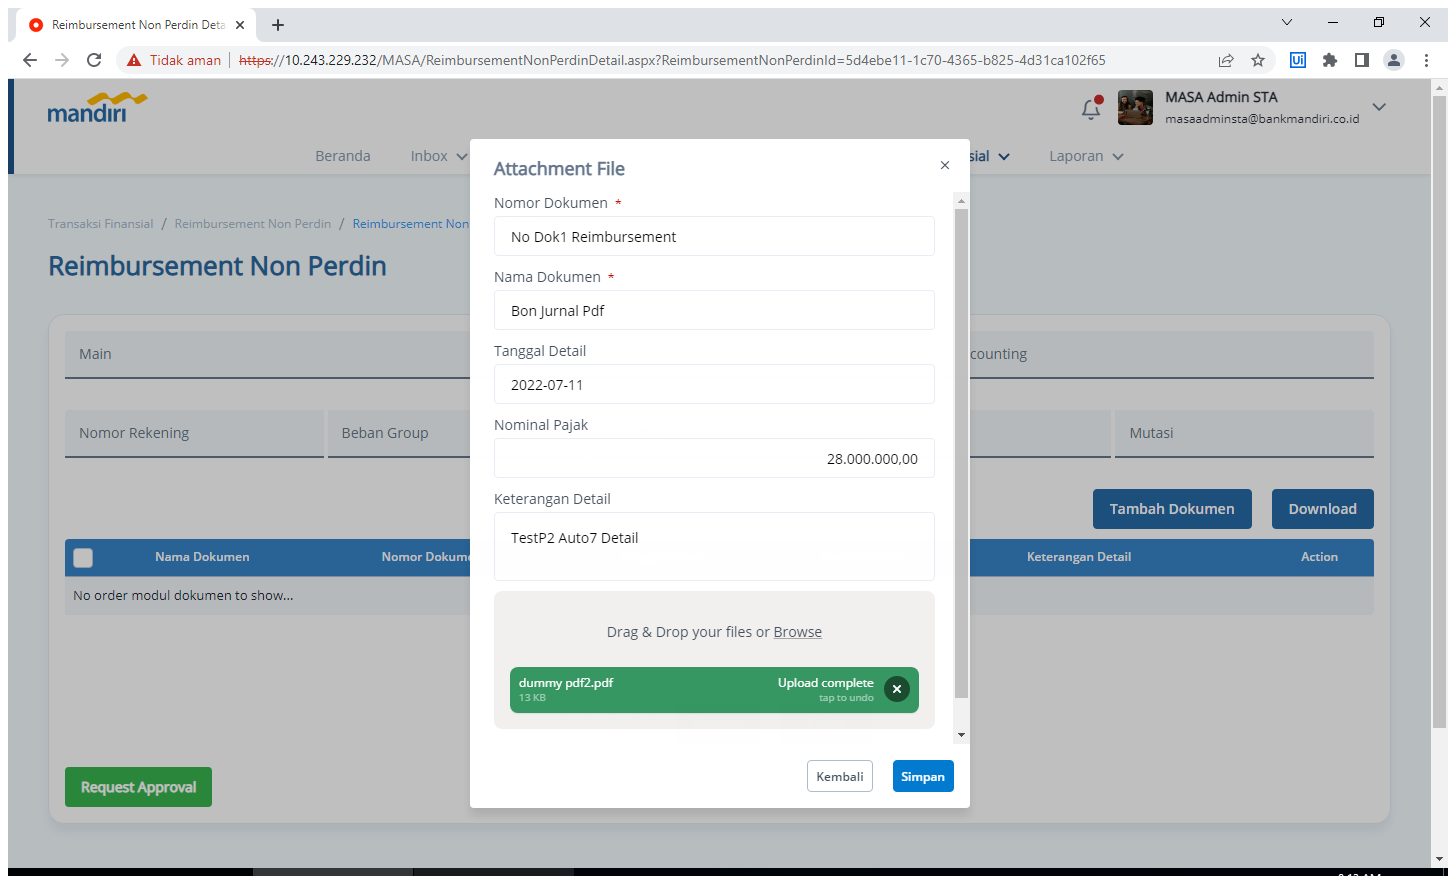 Reimbursement Non Perdin Deta
Tidak aman
https://10.243.229.232/MASA/ReimbursementNonPerdinDetail.aspx?ReimbursementNonPerdinId=5d4ebe11-1c70-4365-b825-4d31ca102f65
mandiri
MASA Admin STA
masaadminsta@bankmandiri.co.id
Beranda Inbox sial Laporan
Transaksi Finansial / Reimbursement Non Perdin / Reimbursement Non
Reimbursement Non Perdin
Main counting
Nomor Rekening Beban Group Mutasi
Tambah Dokumen Download
Nama Dokumen Nomor Dokume Keterangan Detail Action
No order modul dokumen to show...
Request Approval
Attachment File
Nomor Dokumen *
No Dok1 Reimbursement
Nama Dokumen *
Bon Jurnal Pdf
Tanggal Detail
2022-07-11
Nominal Pajak
28.000.000,00
Keterangan Detail
TestP2 Auto7 Detail
Drag & Drop your files or Browse
dummy pdf2.pdf Upload complete
13 KB tap to undo
Kembali Simpan